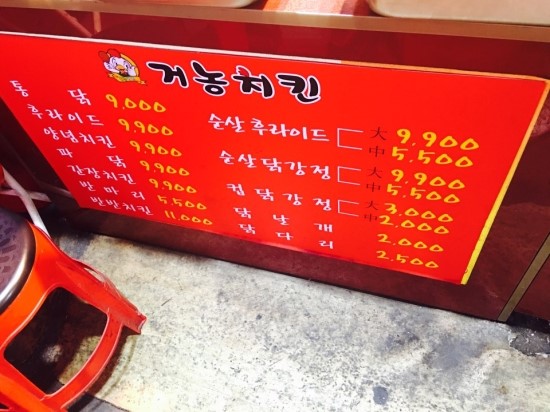 거농치킨
통 닭 9,000
후라이드 9,900
양념치킨 9,900
파 닭 9,900
간장치킨 9,900
반 마 리 5,500
반반치킨 11,000
순살후라이드 大 9,900
中 5,500
순살닭강정 大 9,900
中 5,500
컵닭강정 大 3,000
中 2,000
닭 날 개 2,000
닭 다 리 2,500